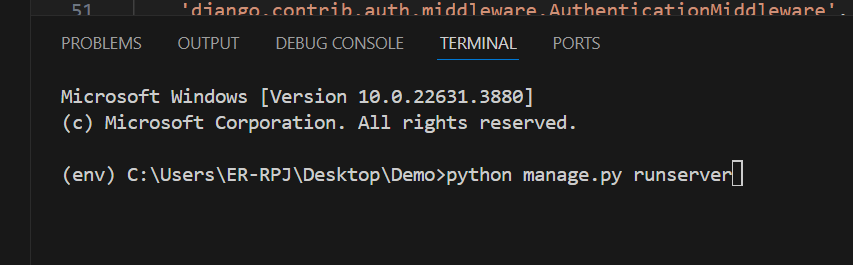 51 'django.contrib.auth.middleware.AuthenticationMiddleware',
PROBLEMS OUTPUT DEBUG CONSOLE TERMINAL PORTS
Microsoft Windows [Version 10.0.22631.3880]
(c) Microsoft Corporation. All rights reserved.
(env) C:\Users\ER-RPJ\Desktop\Demo>python manage.py runserver